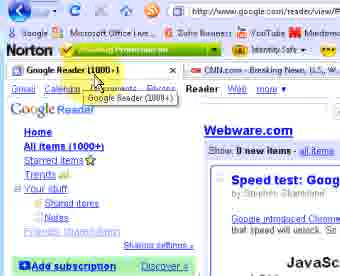 http://www.google.com/reader/view/
Google Microsoft Office Live... Zoho Business YouTube
Norton Identity Safe
Google Reader (1000+) CNN.com - Breaking News, U.S., W...
Gmail Calendar Documents Reader Web more
Google Reader (1000+)
Google Reader
Home
All items (1000+)
Starred items
Trends
Your stuff
Shared items
Notes
Friends' shared items
Sharing settings »
Add subscription Discover »
Webware.com
Show: 9 new items - all items
Speed test: Goog
by Stephen Shankland
Google introduced Chrome
that speed will unlock. So
JavaSc